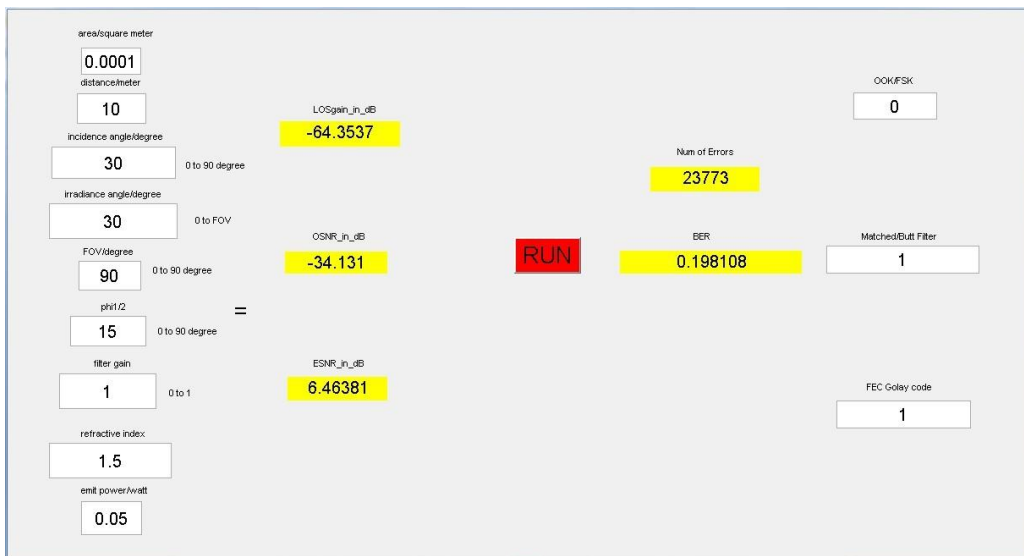 area/square meter
0.0001
distance/meter
10
incidence angle/degree
30
0 to 90 degree
irradiance angle/degree
30
0 to FOV
FOV/degree
90
0 to 90 degree
phi1/2
15
0 to 90 degree
filter gain
1
0 to 1
refractive index
1.5
emit power/watt
0.05
=
LOSgain_in_dB
-64.3537
OSNR_in_dB
-34.131
ESNR_in_dB
6.46381
RUN
Num of Errors
23773
BER
0.198108
OOK/FSK
0
Matched/Butt Filter
1
FEC Golay code
1